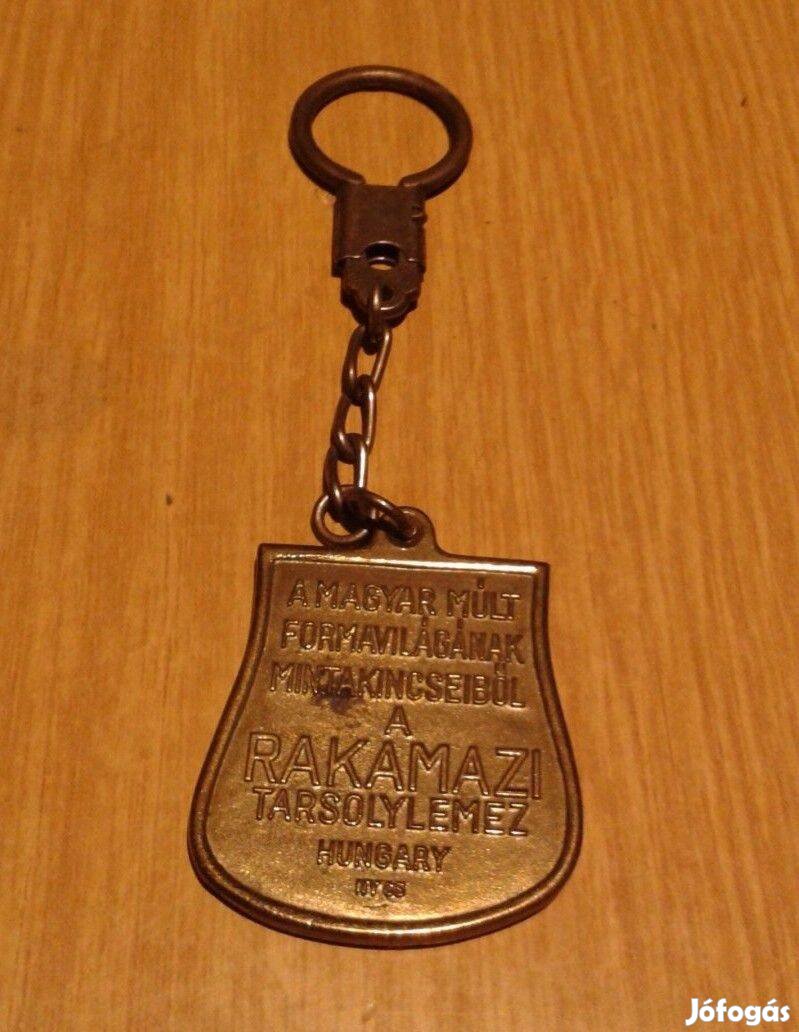 A MAGYAR MÚLT
FORMAVILÁGÁNAK
MINTAKINCSEIBŐL
A
RAKAMAZI
TARSOLYLEMEZ
HUNGARY
Jófogás